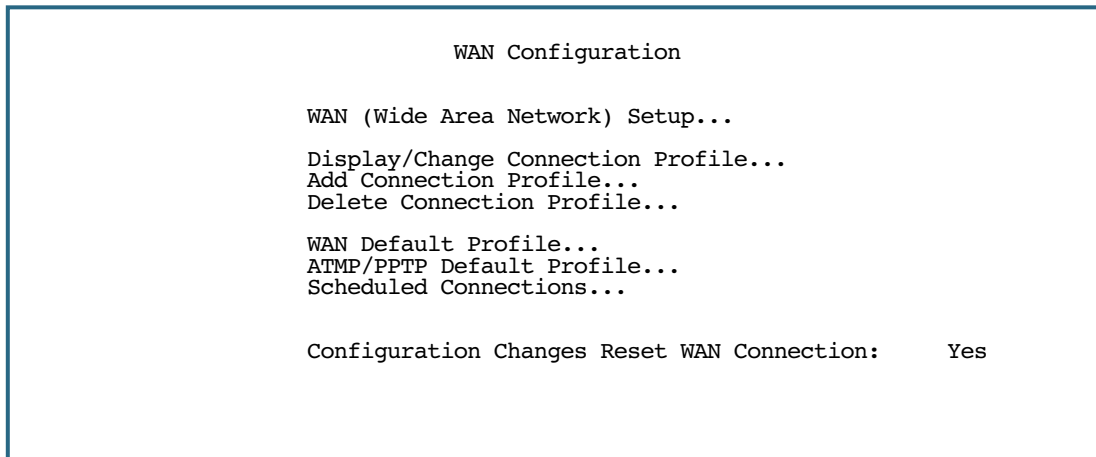 WAN Configuration
WAN (Wide Area Network) Setup...
Display/Change Connection Profile...
Add Connection Profile...
Delete Connection Profile...
WAN Default Profile...
ATMP/PPTP Default Profile...
Scheduled Connections...
Configuration Changes Reset WAN Connection: Yes